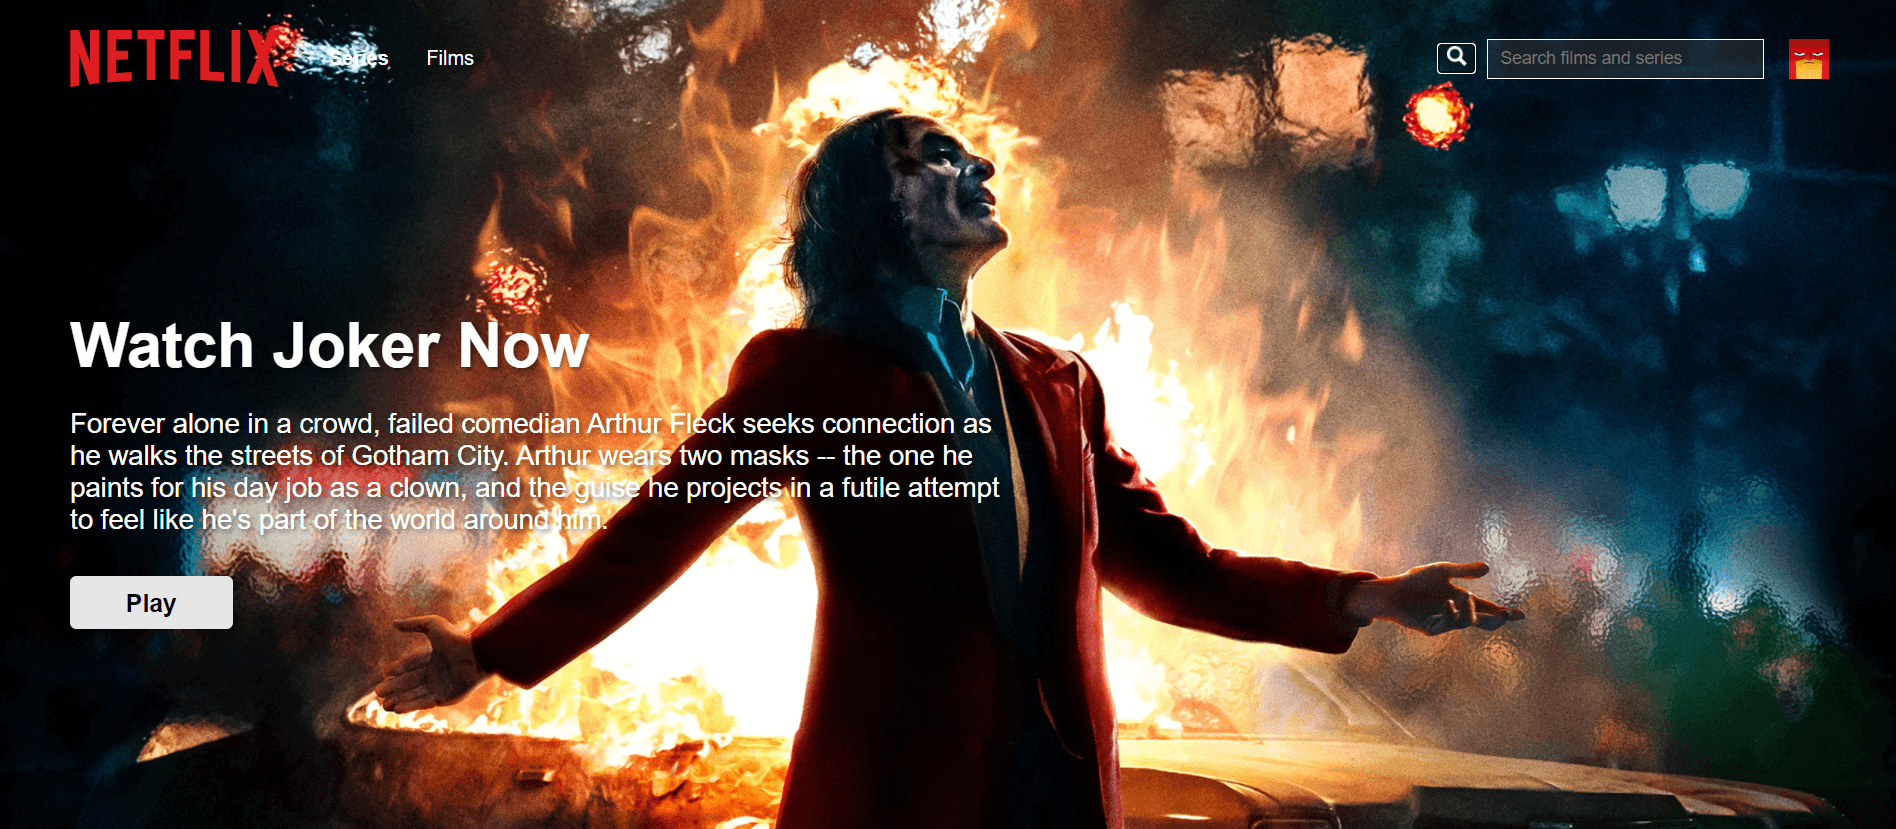 NETFLIX
Series
Films
Search films and series
Watch Joker Now
Forever alone in a crowd, failed comedian Arthur Fleck seeks connection as
he walks the streets of Gotham City. Arthur wears two masks -- the one he
paints for his day job as a clown, and the guise he projects in a futile attempt
to feel like he's part of the world around him.
Play